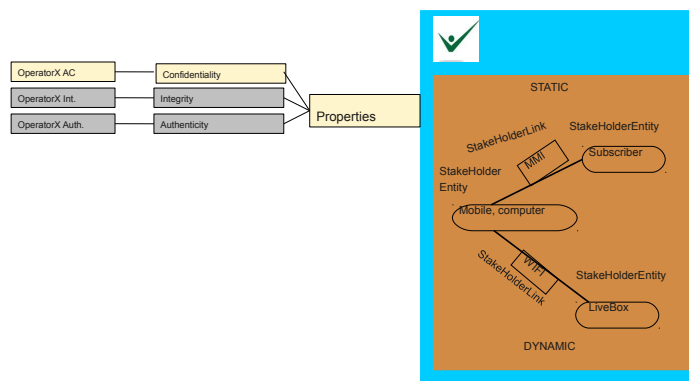 OperatorX AC
Confidentiality
OperatorX Int.
Integrity
OperatorX Auth.
Authenticity
Properties
STATIC
StakeHolderLink
StakeHolderEntity
MMI
Subscriber
StakeHolder
Entity
Mobile, computer
WIFI
StakeHolderLink
StakeHolderEntity
LiveBox
DYNAMIC